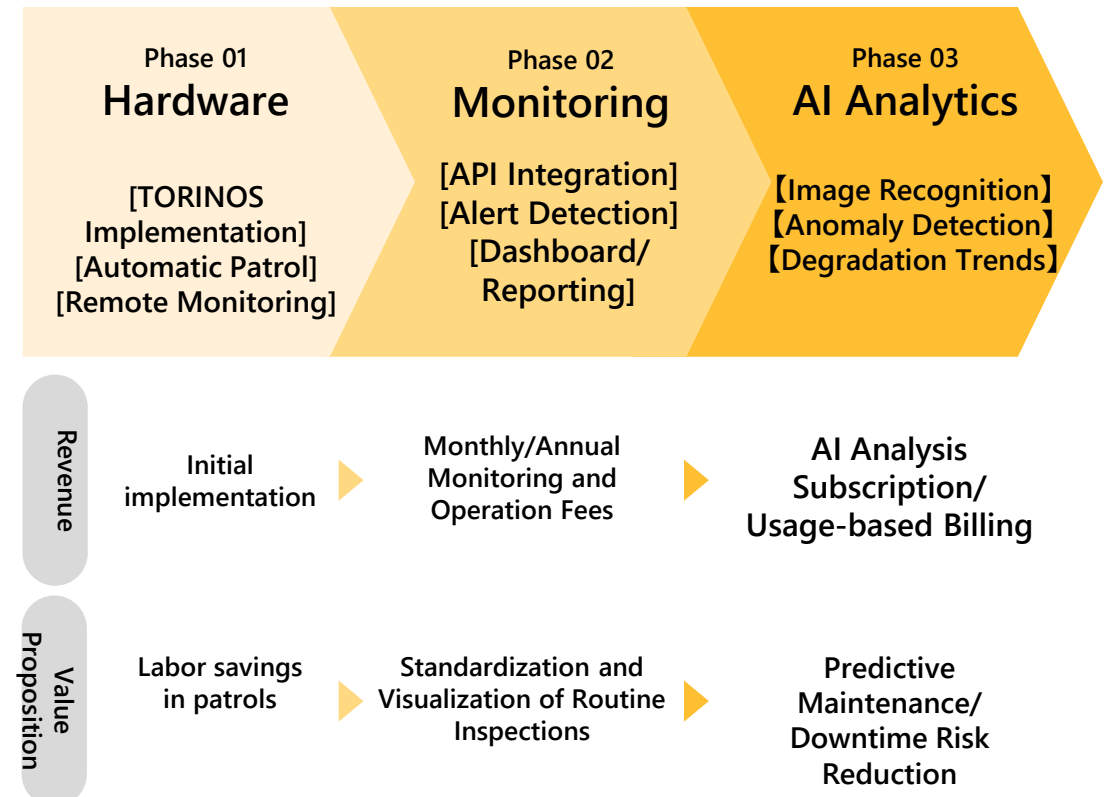 Phase 01
Hardware
[TORINOS
Implementation]
[Automatic Patrol]
[Remote Monitoring]
Phase 02
Monitoring
[API Integration]
[Alert Detection]
[Dashboard/
Reporting]
Phase 03
AI Analytics
【Image Recognition】
【Anomaly Detection】
【Degradation Trends】
Revenue
Initial
implementation
Monthly/Annual
Monitoring and
Operation Fees
AI Analysis
Subscription/
Usage-based Billing
Value
Proposition
Labor savings
in patrols
Standardization and
Visualization of Routine
Inspections
Predictive
Maintenance/
Downtime Risk
Reduction